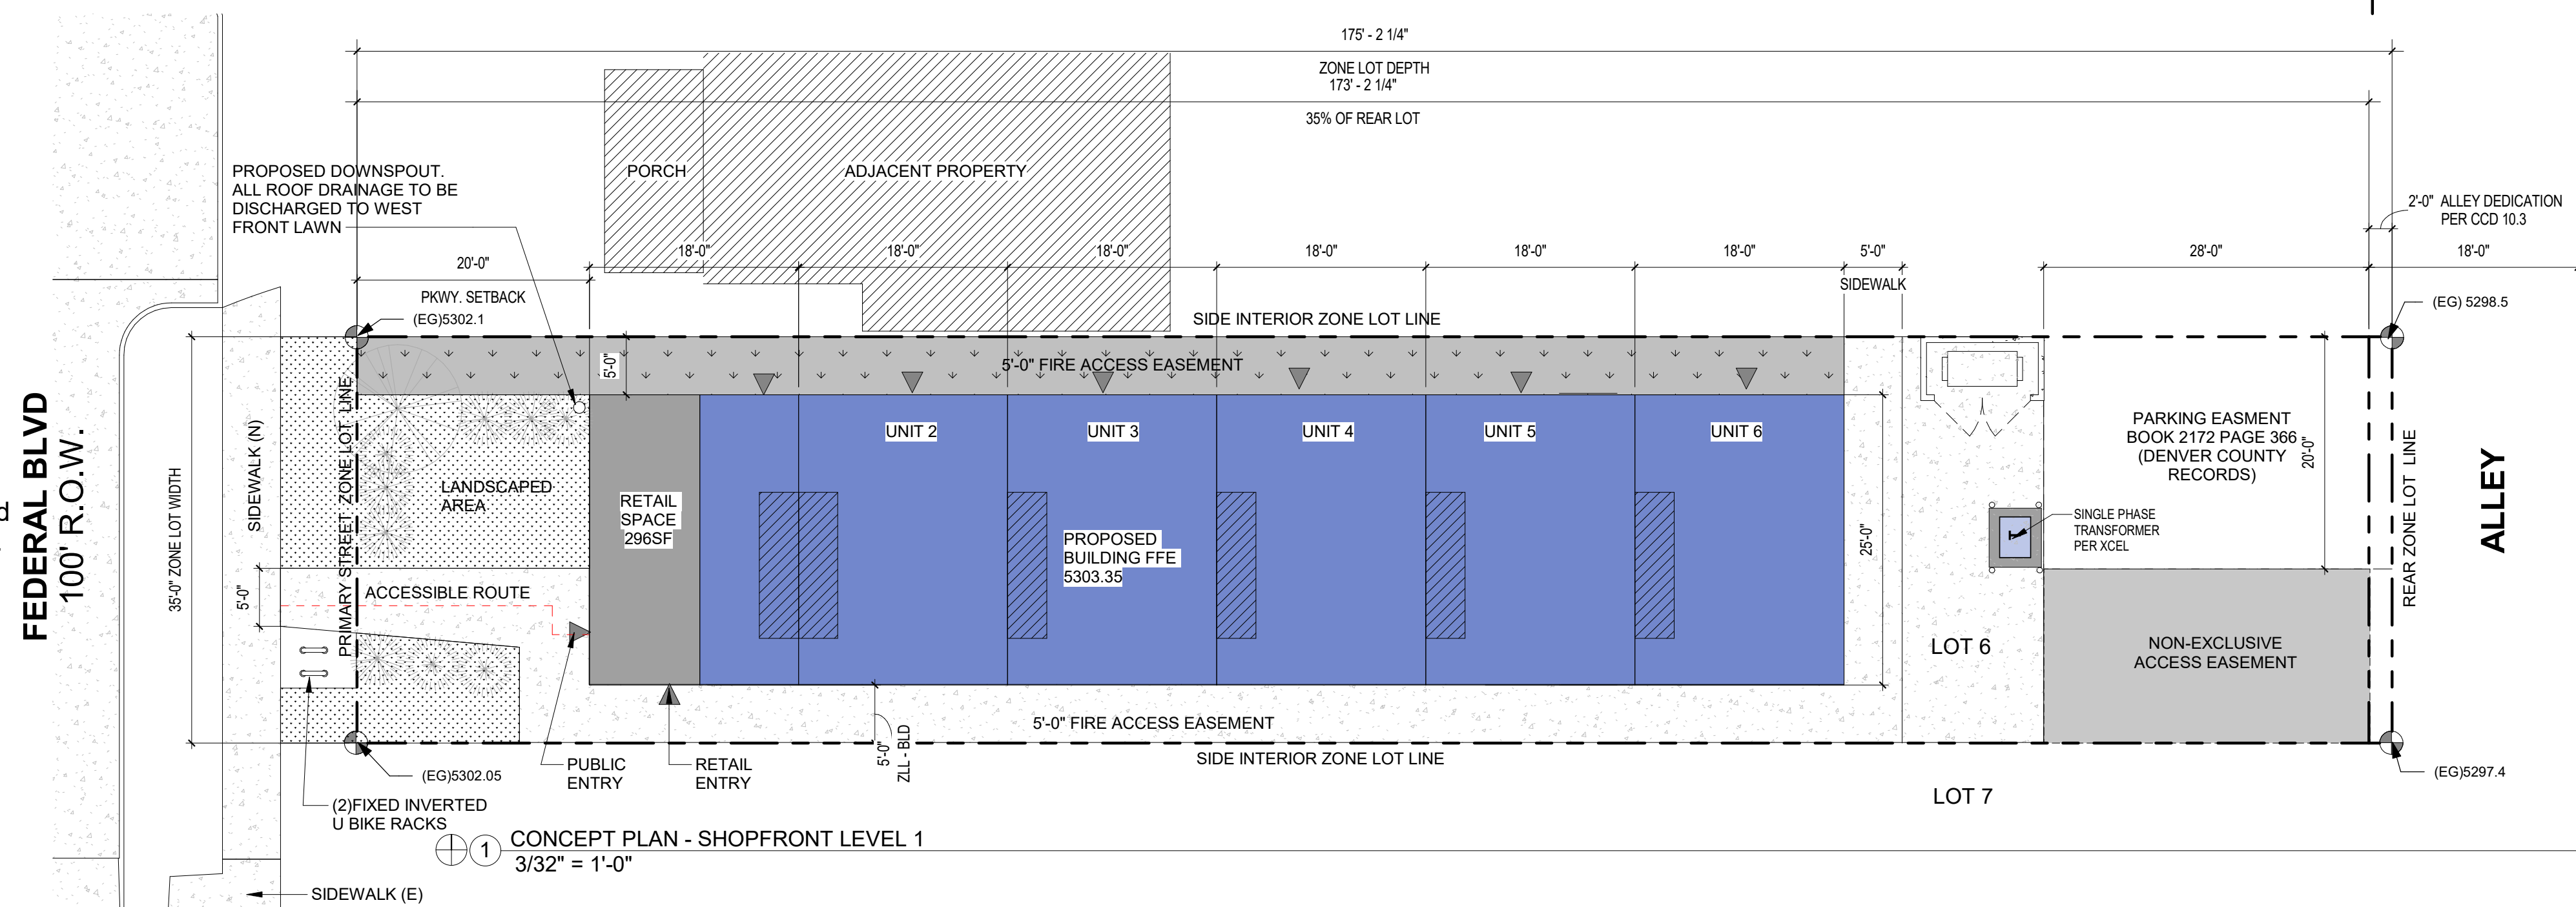 175' - 2 1/4"
ZONE LOT DEPTH
173' - 2 1/4"
35% OF REAR LOT
PROPOSED DOWNSPOUT.
ALL ROOF DRAINAGE TO BE
DISCHARGED TO WEST
FRONT LAWN
PORCH
ADJACENT PROPERTY
2'-0" ALLEY DEDICATION
PER CCD 10.3
20'-0"
18'-0"
18'-0"
18'-0"
18'-0"
18'-0"
18'-0"
5'-0"
SIDEWALK
28'-0"
18'-0"
PKWY. SETBACK
(EG)5302.1
(EG) 5298.5
SIDE INTERIOR ZONE LOT LINE
5'-0"
5'-0" FIRE ACCESS EASEMENT
FEDERAL BLVD
100' R.O.W.
d
35'-0" ZONE LOT WIDTH
SIDEWALK (N)
5'-0"
PRIMARY STREET ZONE LOT LINE
LANDSCAPED
AREA
ACCESSIBLE ROUTE
RETAIL
SPACE
296SF
UNIT 2
UNIT 3
UNIT 4
UNIT 5
UNIT 6
PROPOSED
BUILDING FFE
5303.35
25'-0"
PARKING EASMENT
BOOK 2172 PAGE 366
(DENVER COUNTY
RECORDS)
20'-0"
SINGLE PHASE
TRANSFORMER
PER XCEL
T
REAR ZONE LOT LINE
ALLEY
LOT 6
NON-EXCLUSIVE
ACCESS EASEMENT
5'-0" FIRE ACCESS EASEMENT
5'-0"
ZLL - BLD
SIDE INTERIOR ZONE LOT LINE
PUBLIC
ENTRY
RETAIL
ENTRY
(EG)5302.05
(EG)5297.4
(2)FIXED INVERTED
U BIKE RACKS
LOT 7
1
CONCEPT PLAN - SHOPFRONT LEVEL 1
3/32" = 1'-0"
SIDEWALK (E)